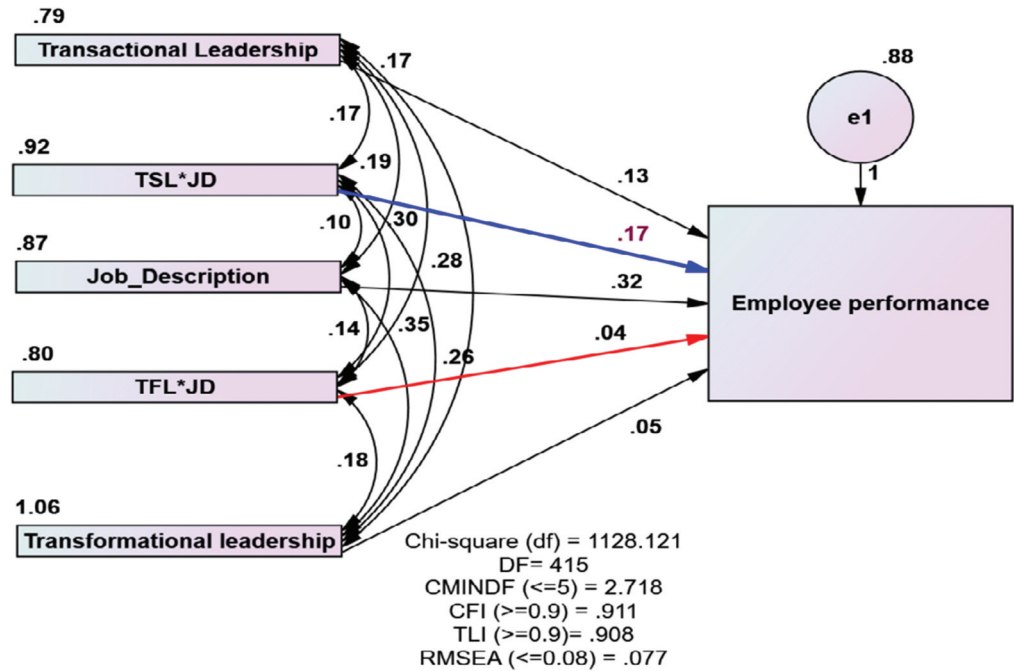 .79
Transactional Leadership
.17
.88
e1
.17
1
.92
TSL*JD
.19
.13
.10
.30
.17
.87
Job_Description
.28
.32
Employee performance
.14
.35
.04
.80
.26
TFL*JD
.05
.18
1.06
Transformational leadership
Chi-square (df) = 1128.121
DF= 415
CMINDF (<=5) = 2.718
CFI (>=0.9) = .911
TLI (>=0.9)= .908
RMSEA (<=0.08) = .077